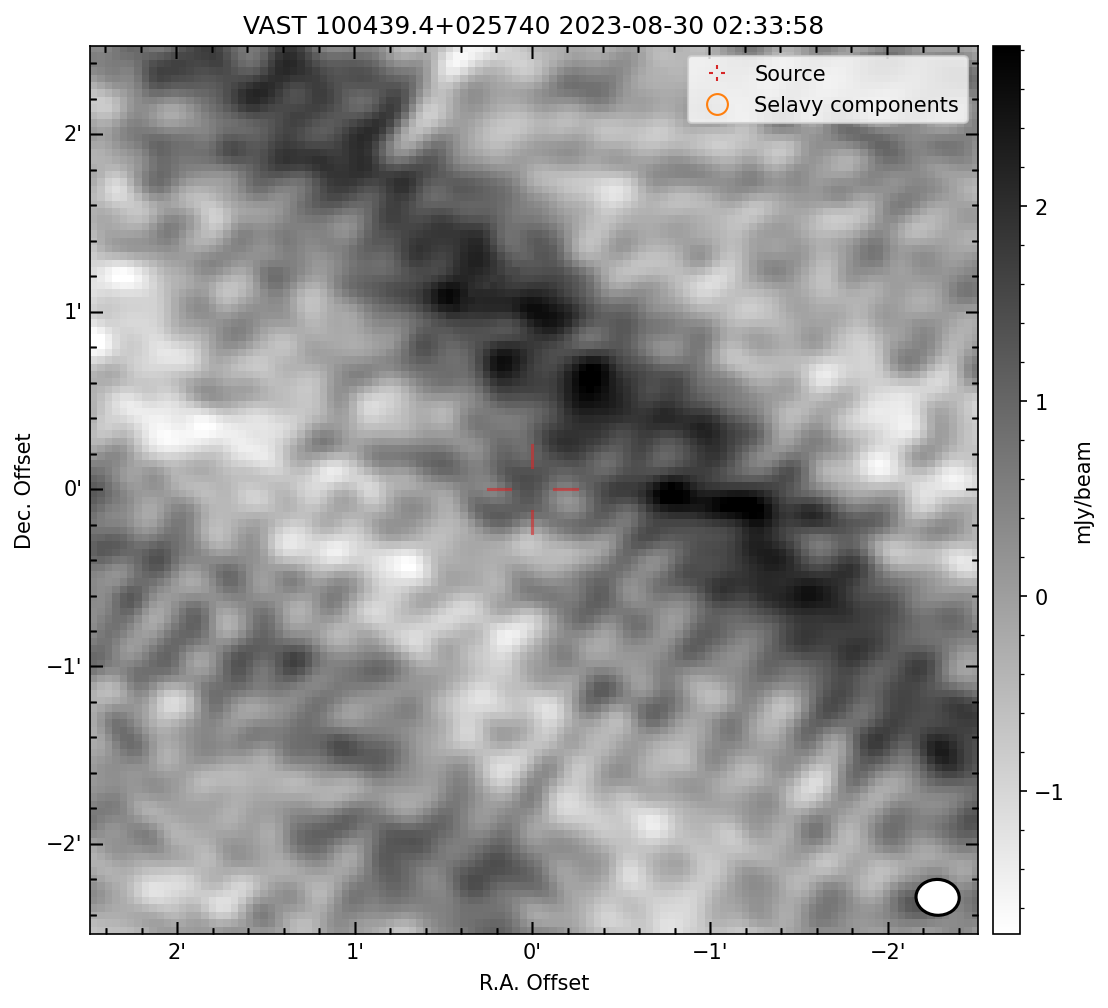 VAST 100439.4+025740 2023-08-30 02:33:58
Source
Selavy components
2'
1'
0'
−1'
−2'
Dec. Offset
2'
1'
0'
−1'
−2'
R.A. Offset
2
1
0
−1
mJy/beam